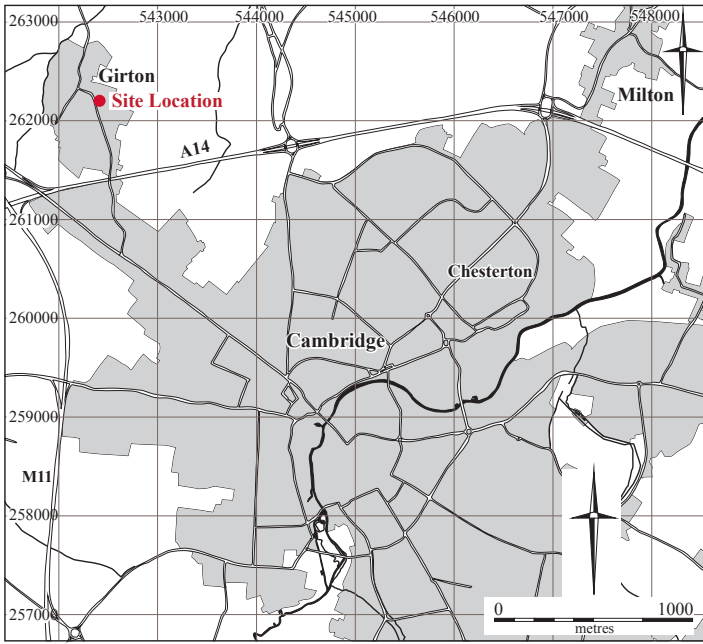 263000
543000
544000
545000
546000
547000
548000
Girton
Site Location
Milton
262000
A14
261000
Chesterton
260000
Cambridge
259000
M11
258000
257000
0
1000
metres